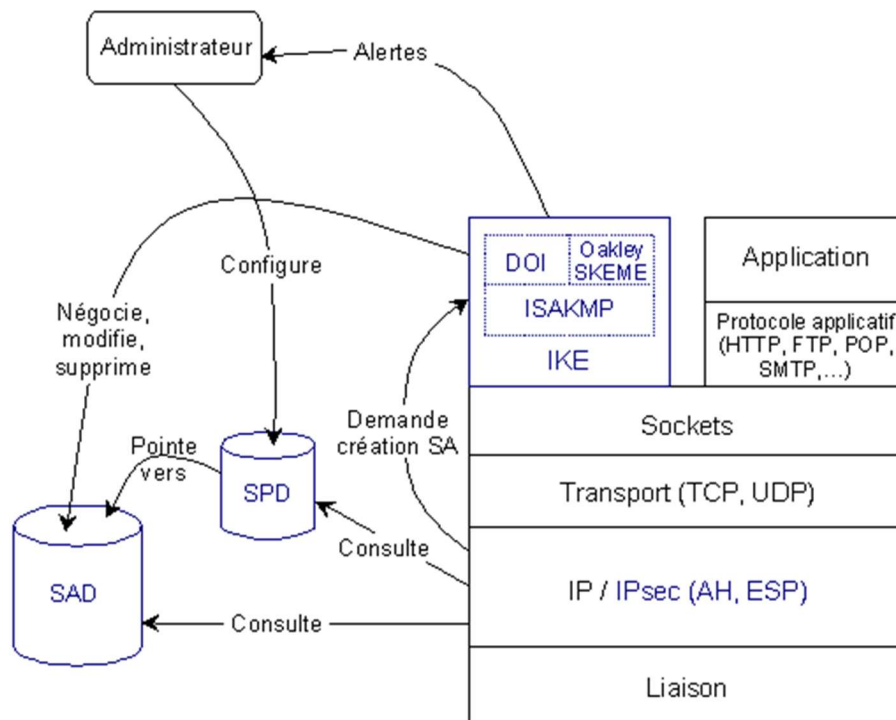 Administrateur
Alertes
Configure
Négocie,
modifie,
supprime
DOI
Oakley
SKEME
ISAKMP
IKE
Application
Protocole applicatif
(HTTP, FTP, POP,
SMTP,...)
Demande
création SA
Sockets
Pointe
vers
SPD
Transport (TCP, UDP)
Consulte
SAD
IP / IPsec (AH, ESP)
Consulte
Liaison